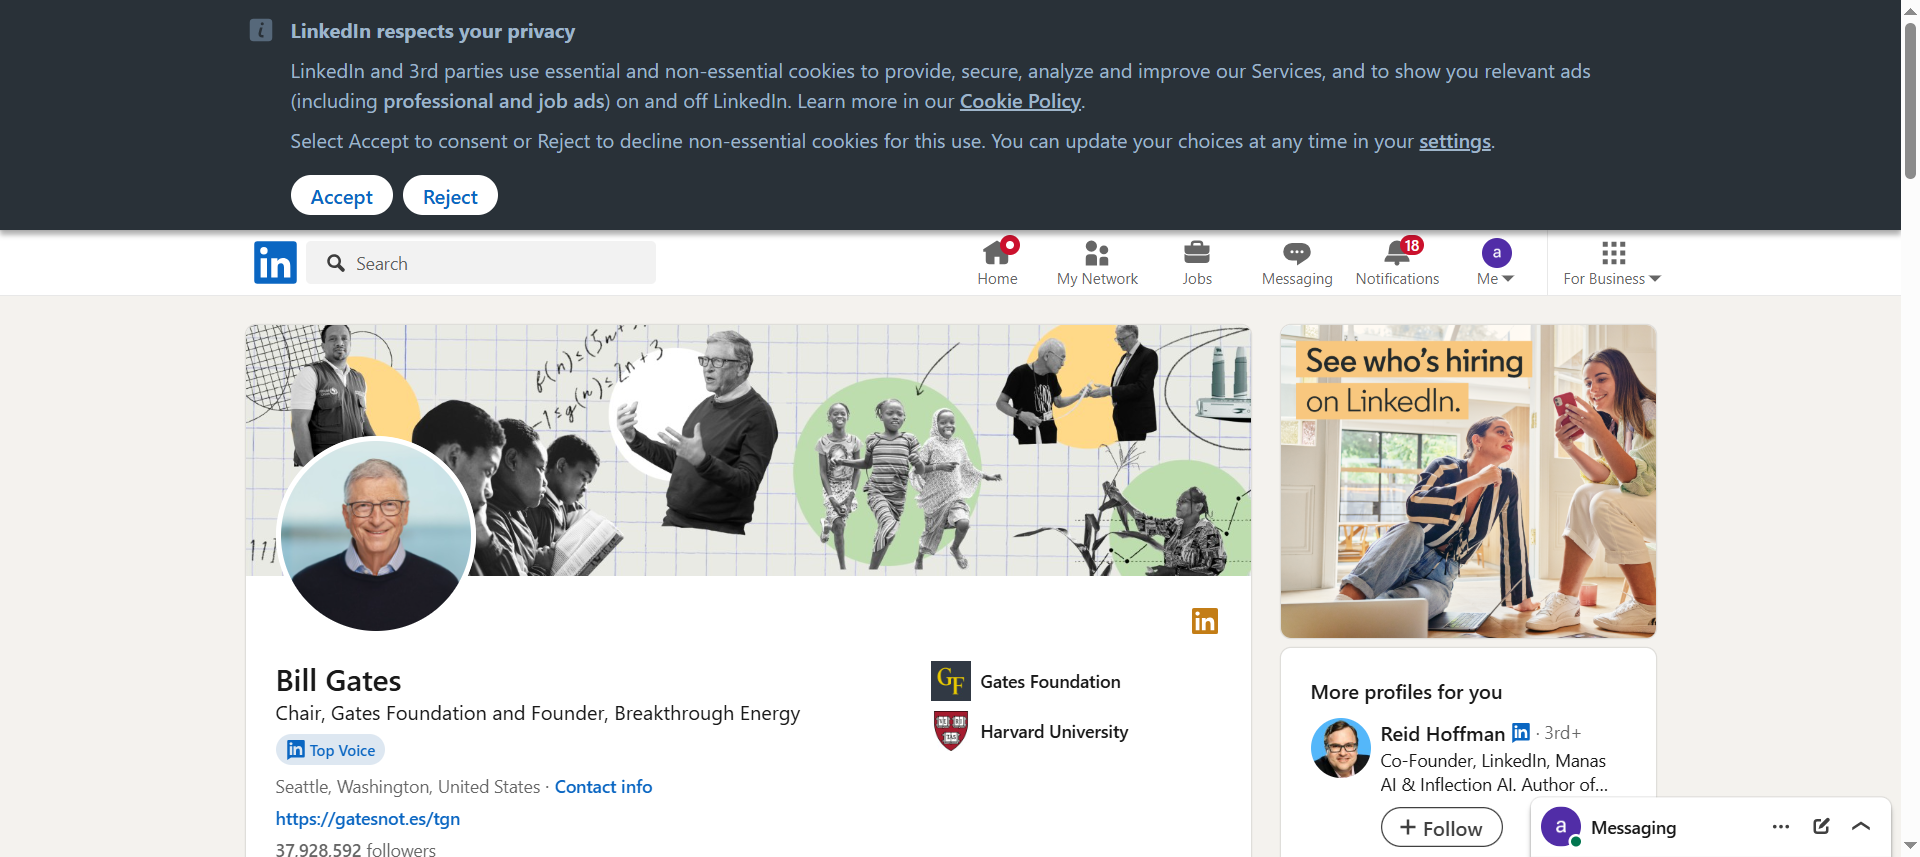 LinkedIn respects your privacy
LinkedIn and 3rd parties use essential and non-essential cookies to provide, secure, analyze and improve our Services, and to show you relevant ads
(including professional and job ads) on and off LinkedIn. Learn more in our Cookie Policy.
Select Accept to consent or Reject to decline non-essential cookies for this use. You can update your choices at any time in your settings.
Accept
Reject
in
Search
Home
My Network
Jobs
Messaging
18
Notifications
a
Me
For Business
f(n)≤(5n+
-1≤g(n)≤2n+3
See who's hiring
on LinkedIn.
in
Bill Gates
Chair, Gates Foundation and Founder, Breakthrough Energy
in Top Voice
Seattle, Washington, United States · Contact info
https://gatesnot.es/tgn
37,928,592 followers
GF Gates Foundation
Harvard University
More profiles for you
Reid Hoffman in · 3rd+
Co-Founder, LinkedIn, Manas
AI & Inflection AI. Author of...
+ Follow
a Messaging